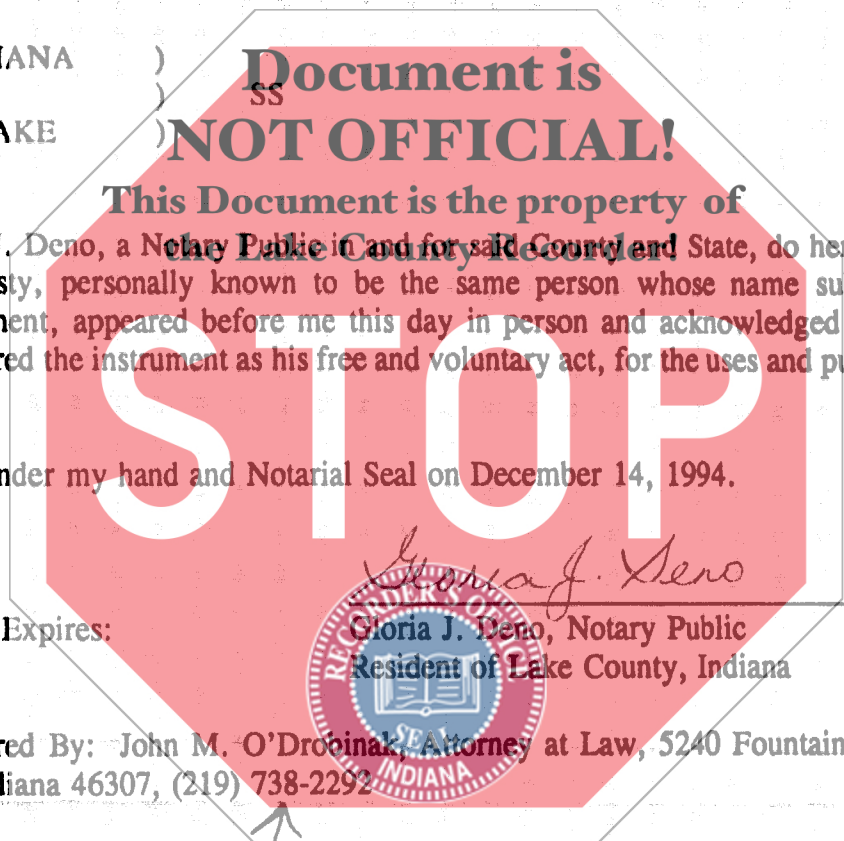 IANA ) Document is
) SS
AKE ) NOT OFFICIAL!
This Document is the property of
the Lake County Recorder!
. Deno, a Notary Public in and for said County and State, do her
sty, personally known to be the same person whose name su
ent, appeared before me this day in person and acknowledged
red the instrument as his free and voluntary act, for the uses and pu
STOP
nder my hand and Notarial Seal on December 14, 1994.
Gloria J. Deno
Expires: Gloria J. Deno, Notary Public
Resident of Lake County, Indiana
RECORDER'S OFFICE
SEAL
INDIANA
red By: John M. O'Drobinak, Attorney at Law, 5240 Fountain
diana 46307, (219) 738-2292